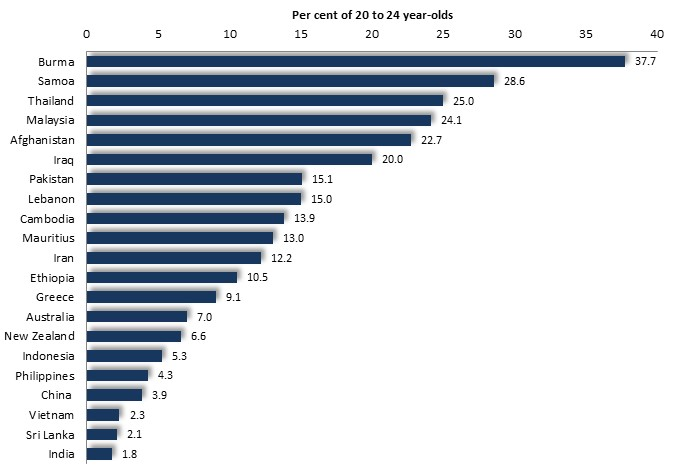 Per cent of 20 to 24 year-olds
0 5 10 15 20 25 30 35 40
Burma 37.7
Samoa 28.6
Thailand 25.0
Malaysia 24.1
Afghanistan 22.7
Iraq 20.0
Pakistan 15.1
Lebanon 15.0
Cambodia 13.9
Mauritius 13.0
Iran 12.2
Ethiopia 10.5
Greece 9.1
Australia 7.0
New Zealand 6.6
Indonesia 5.3
Philippines 4.3
China 3.9
Vietnam 2.3
Sri Lanka 2.1
India 1.8